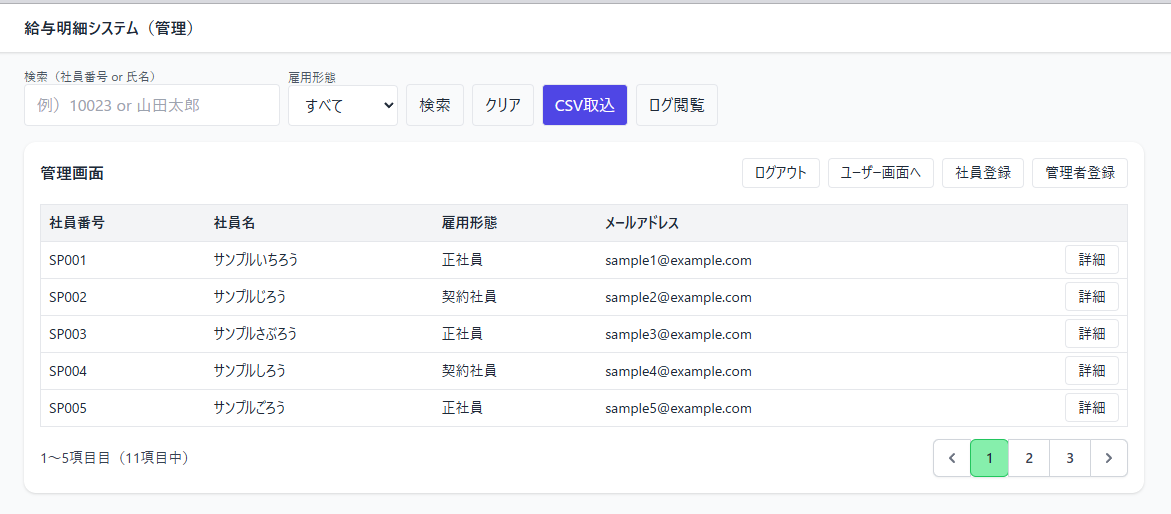 給与明細システム（管理）
検索（社員番号 or 氏名） 雇用形態
例）10023 or 山田太郎 すべて 検索 クリア CSV取込 ログ閲覧
管理画面 ログアウト ユーザー画面へ 社員登録 管理者登録
社員番号 社員名 雇用形態 メールアドレス
SP001 サンプルいちろう 正社員 sample1@example.com 詳細
SP002 サンプルじろう 契約社員 sample2@example.com 詳細
SP003 サンプルさぶろう 正社員 sample3@example.com 詳細
SP004 サンプルしろう 契約社員 sample4@example.com 詳細
SP005 サンプルごろう 正社員 sample5@example.com 詳細
1～5項目目（11項目中） 1 2 3